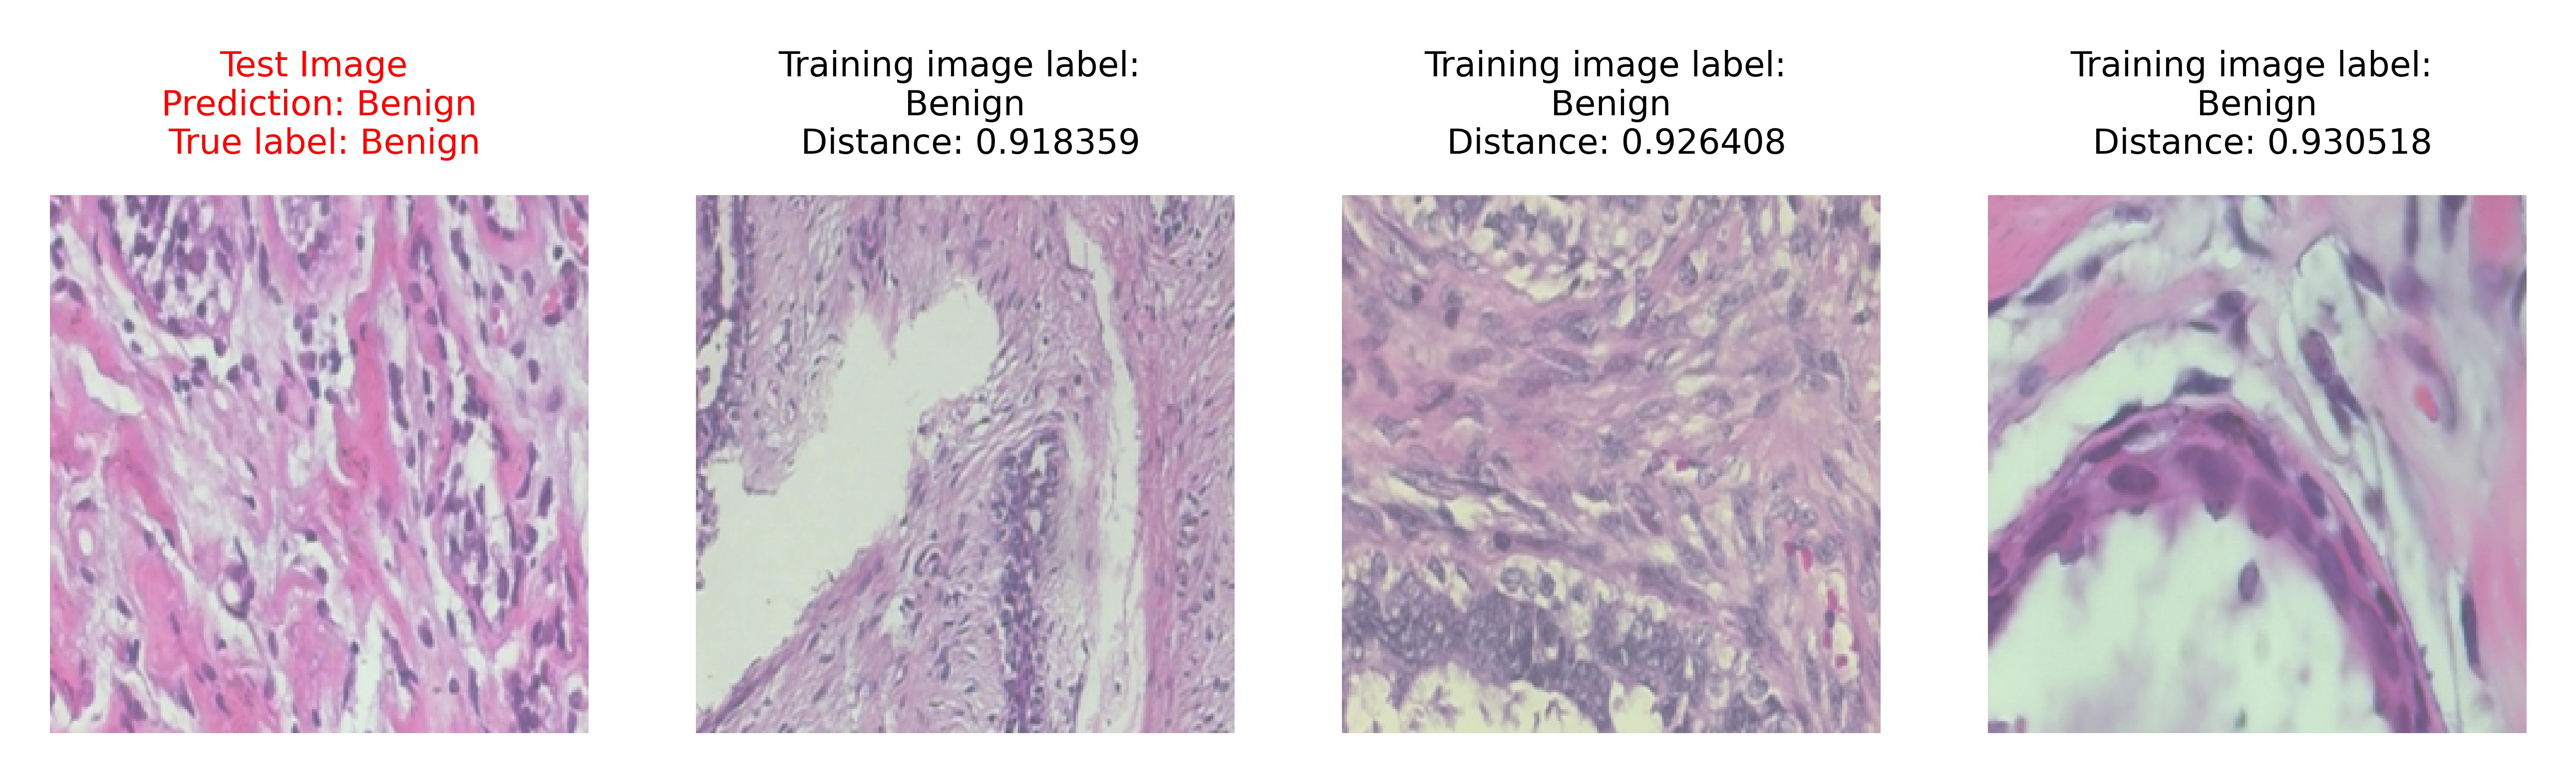 Test Image
Prediction: Benign
True label: Benign
Training image label:
Benign
Distance: 0.918359
Training image label:
Benign
Distance: 0.926408
Training image label:
Benign
Distance: 0.930518